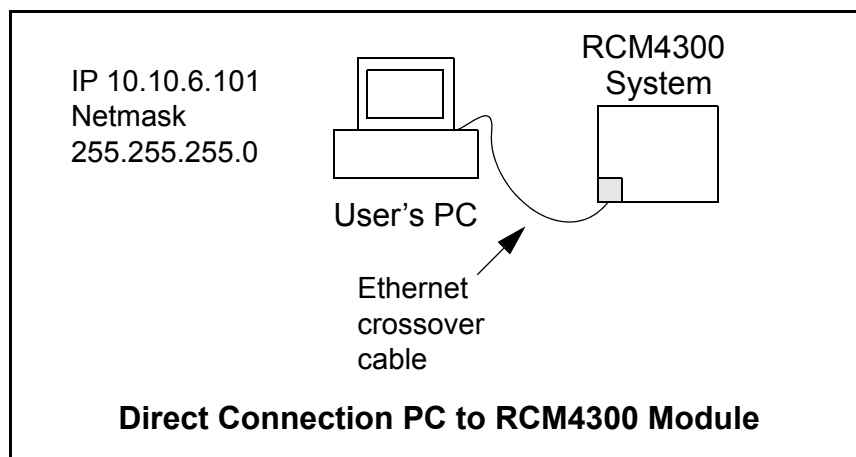 IP 10.10.6.101
Netmask
255.255.255.0
RCM4300
System
User’s PC
Ethernet
crossover
cable
Direct Connection PC to RCM4300 Module